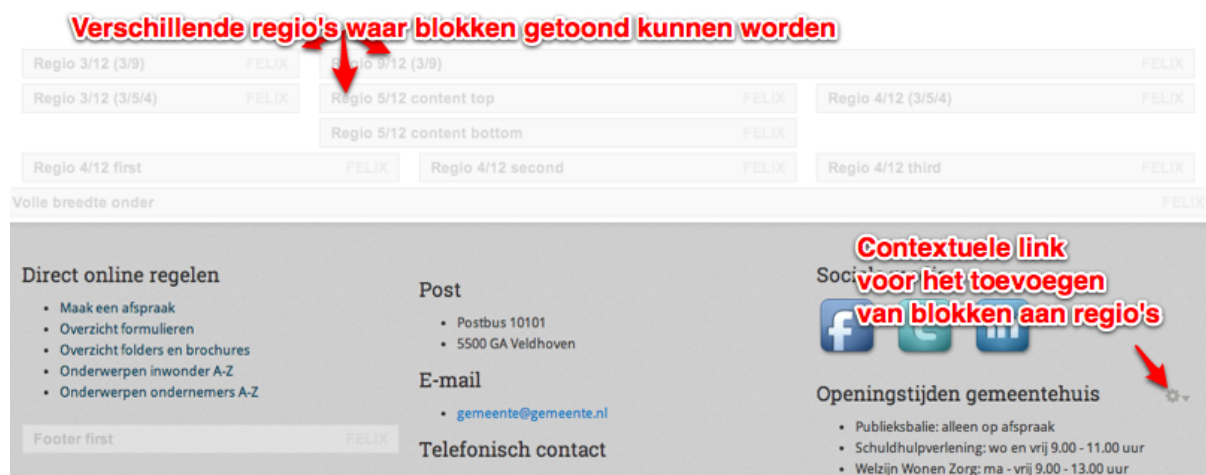 Verschillende regio's waar blokken getoond kunnen worden
Regio 3/12 (3/9) FELIX
Regio 9/12 (3/9) FELIX
Regio 3/12 (3/5/4) FELIX
Regio 5/12 content top FELIX
Regio 4/12 (3/5/4) FELIX
Regio 5/12 content bottom FELIX
Regio 4/12 first FELIX
Regio 4/12 second FELIX
Regio 4/12 third FELIX
Volle breedte onder FELIX
Direct online regelen
• Maak een afspraak
• Overzicht formulieren
• Overzicht folders en brochures
• Onderwerpen inwonder A-Z
• Onderwerpen ondernemers A-Z
Footer first FELIX
Post
• Postbus 10101
• 5500 GA Veldhoven
E-mail
• gemeente@gemeente.nl
Telefonisch contact
Contextuele link
voor het toevoegen
van blokken aan regio's
Openingstijden gemeentehuis
• Publieksbalie: alleen op afspraak
• Schuldhulpverlening: wo en vrij 9.00 - 11.00 uur
• Welzijn Wonen Zorg: ma - vrij 9.00 - 13.00 uur